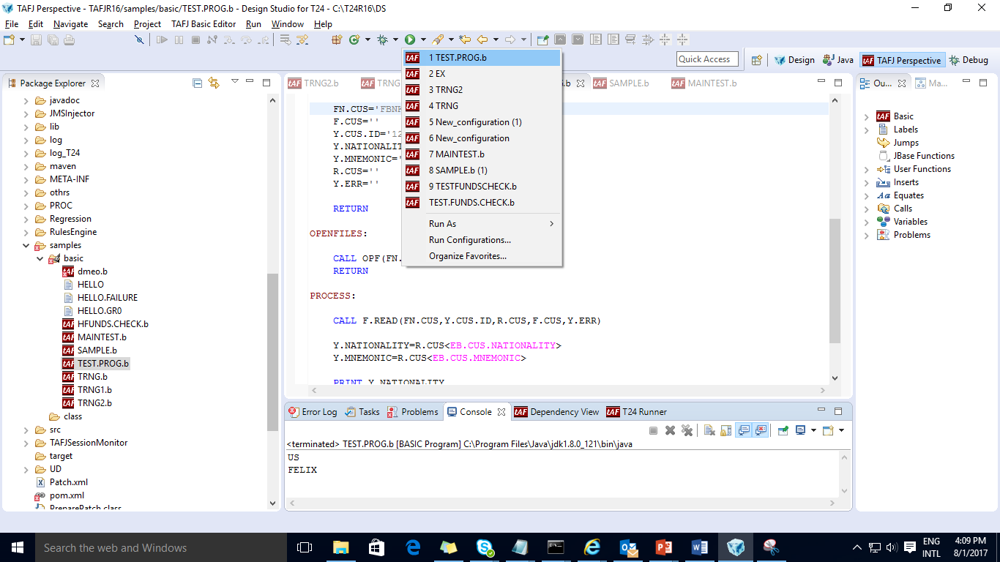 TAFJ Perspective - TAFJR16/samples/basic/TEST.PROG.b - Design Studio for T24 - C:\T24R16\DS
File Edit Navigate Search Project TAFJ Basic Editor Run Window Help
Quick Access
Design
Java
TAFJ Perspective
Debug
Package Explorer
javadoc
JMSInjector
lib
log
log_T24
maven
META-INF
othrs
PROC
Regression
RulesEngine
samples
basic
dmeo.b
HELLO
HELLO.FAILURE
HELLO.GR0
HFUNDS.CHECK.b
MAINTEST.b
SAMPLE.b
TEST.PROG.b
TRNG.b
TRNG1.b
TRNG2.b
class
src
TAFJSessionMonitor
target
UD
Patch.xml
pom.xml
PreparePatch.class
TRNG2.b
TRNG
.b
SAMPLE.b
MAINTEST.b
FN.CUS='FBN
F.CUS=''
Y.CUS.ID='12
Y.NATIONALIT
Y.MNEMONIC='
R.CUS=''
Y.ERR=''
RETURN
OPENFILES:
CALL OPF(FN.
RETURN
PROCESS:
CALL F.READ(FN.CUS,Y.CUS.ID,R.CUS,F.CUS,Y.ERR)
Y.NATIONALITY=R.CUS<EB.CUS.NATIONALITY>
Y.MNEMONIC=R.CUS<EB.CUS.MNEMONIC>
PRINT Y.NATIONALITY
1 TEST.PROG.b
2 EX
3 TRNG2
4 TRNG
5 New_configuration (1)
6 New_configuration
7 MAINTEST.b
8 SAMPLE.b (1)
9 TESTFUNDSCHECK.b
TEST.FUNDS.CHECK.b
Run As
Run Configurations...
Organize Favorites...
Ou...
Ma...
Basic
Labels
Jumps
JBase Functions
User Functions
Inserts
Equates
Calls
Variables
Problems
Error Log
Tasks
Problems
Console
Dependency View
T24 Runner
<terminated> TEST.PROG.b [BASIC Program] C:\Program Files\Java\jdk1.8.0_121\bin\java
US
FELIX
Search the web and Windows
ENG
INTL
4:09 PM
8/1/2017